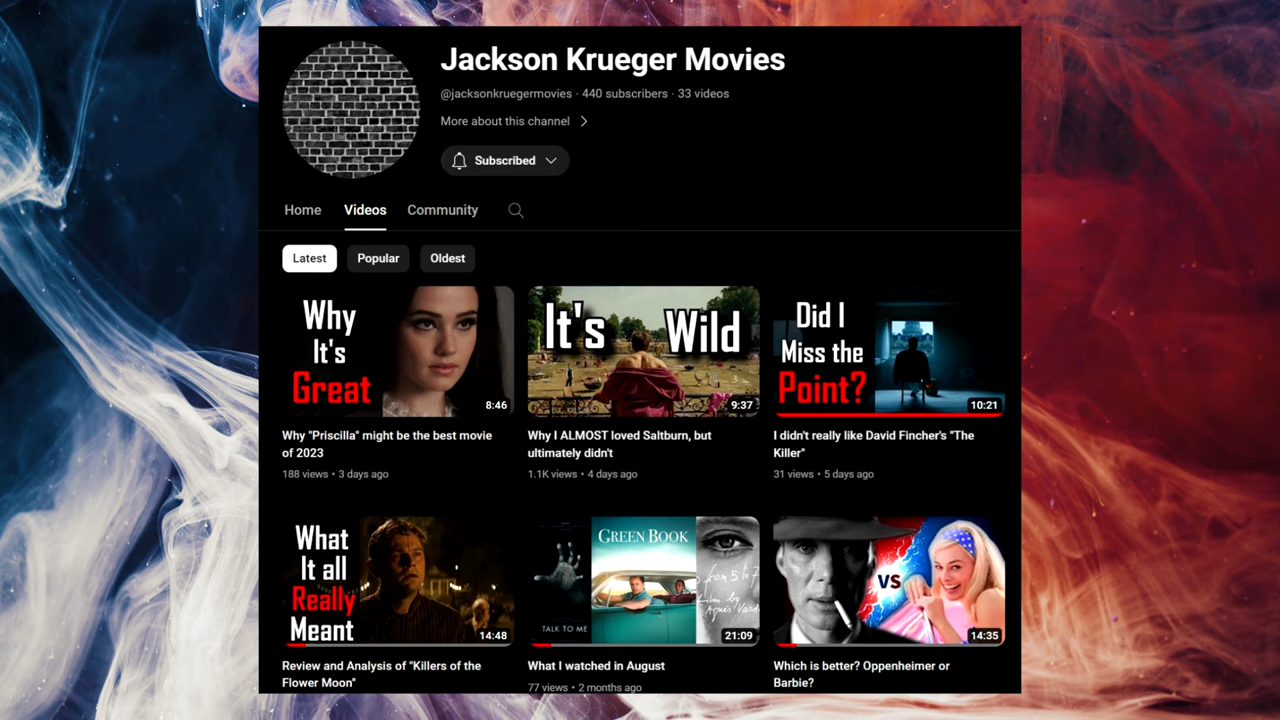 Jackson Krueger Movies
@jacksonkruegermovies · 440 subscribers · 33 videos
More about this channel
Subscribed
Home Videos Community
Latest Popular Oldest
Why
It's
Great
8:46
Why "Priscilla" might be the best movie
of 2023
188 views • 3 days ago
It's Wild
9:37
Why I ALMOST loved Saltburn, but
ultimately didn't
1.1K views • 4 days ago
Did I
Miss the
Point?
10:21
I didn't really like David Fincher's "The
Killer"
31 views • 5 days ago
What
It all
Really
Meant
14:48
Review and Analysis of "Killers of the
Flower Moon"
TALK TO ME
GREEN BOOK
from 5 to 7
film by
21:09
What I watched in August
77 views • 2 months ago
VS
14:35
Which is better? Oppenheimer or
Barbie?